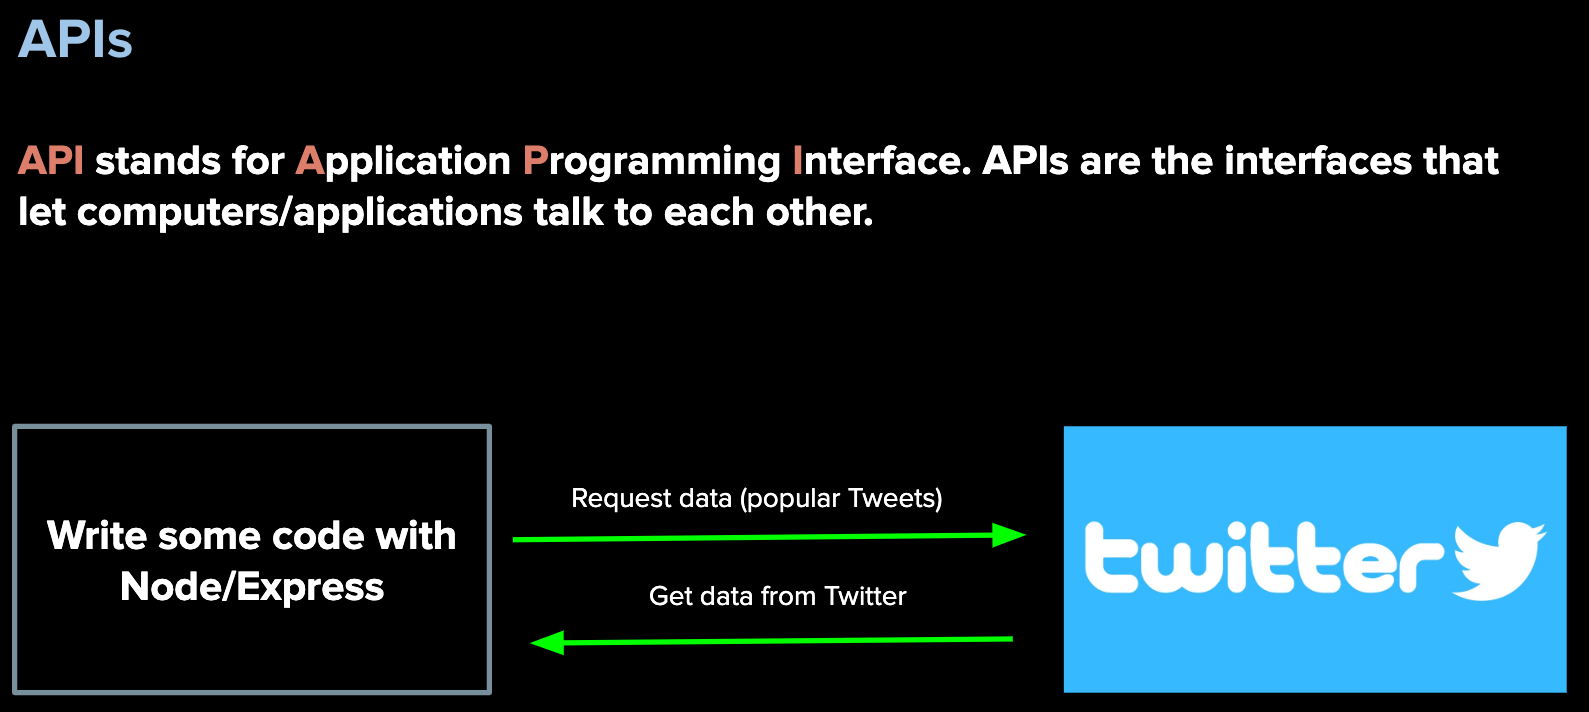 APIs
API stands for Application Programming Interface. APIs are the interfaces that
let computers/applications talk to each other.
Write some code with
Node/Express
Request data (popular Tweets)
Get data from Twitter
twitter